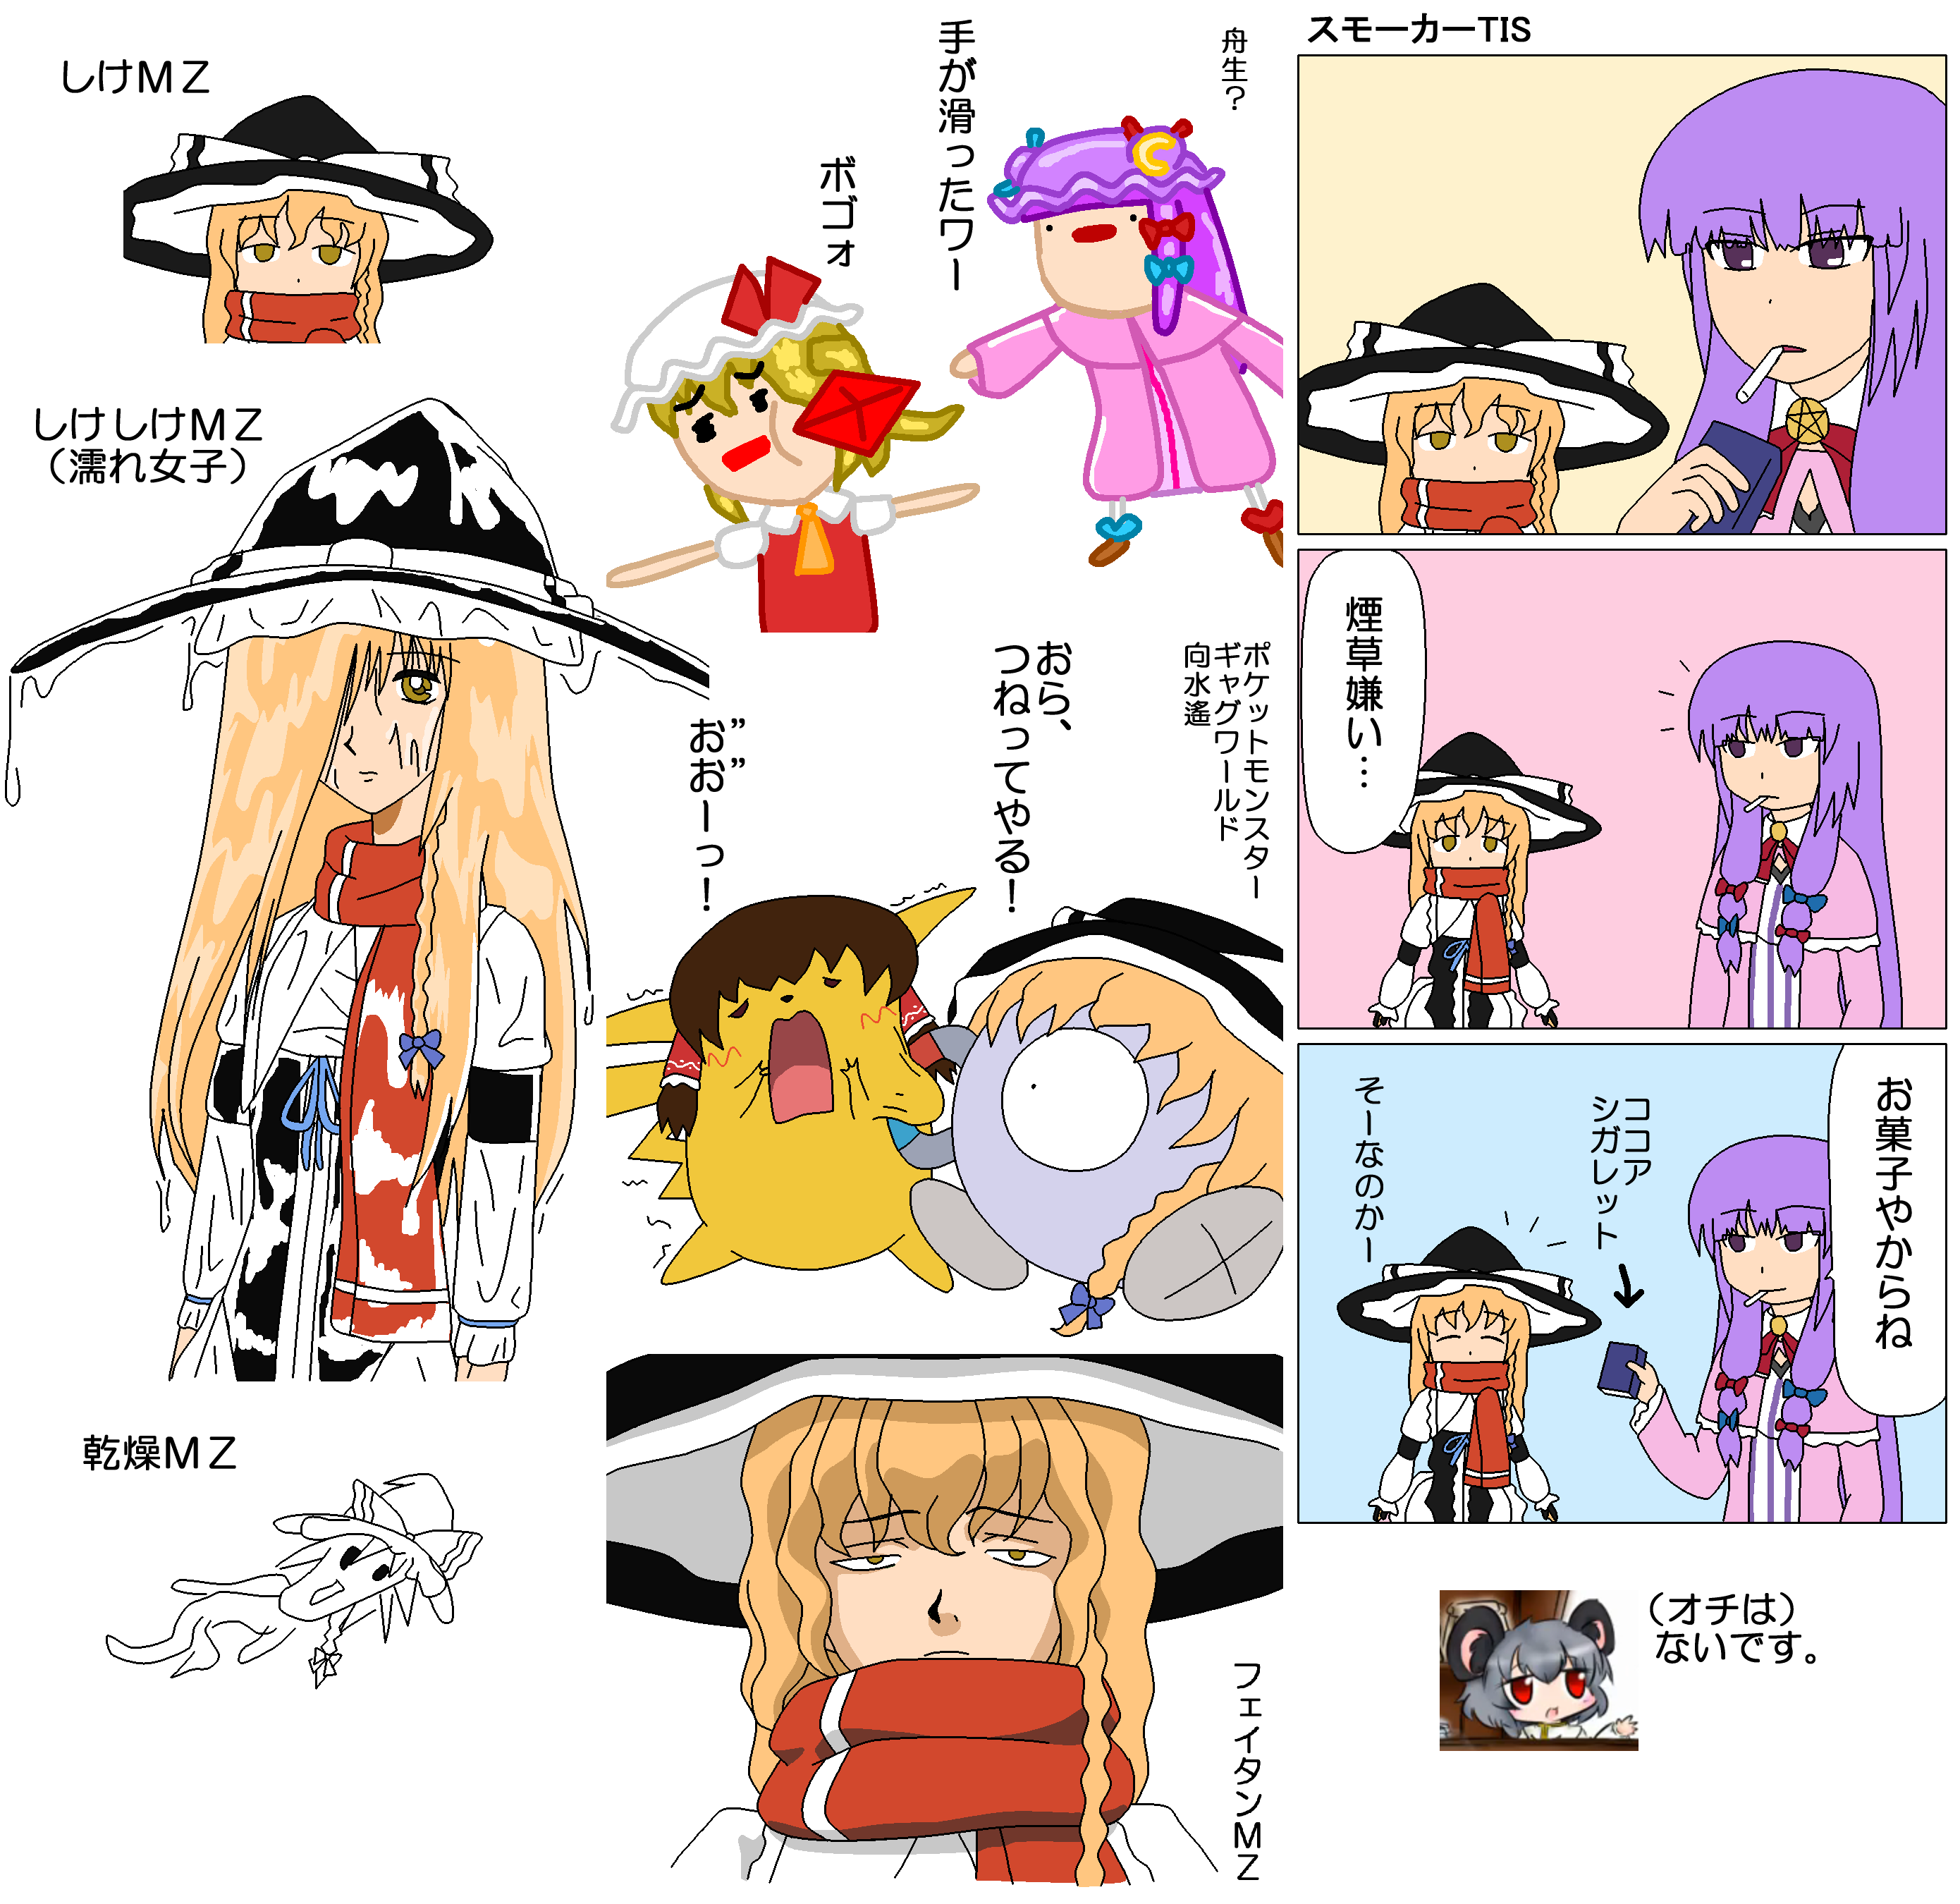 しけMZ
しけしけMZ
（濡れ女子）
乾燥MZ
舟生？
手が滑ったワー
ボゴォ
ポケットモンスター
ギャグワールド
向水遙
おら、
つねってやる！
お”お”ーっ！
フェイタンMZ
スモーカーTIS
煙草嫌い…
お菓子やからね
ココア
シガレット
そーなのかー
（オチは）
ないです。